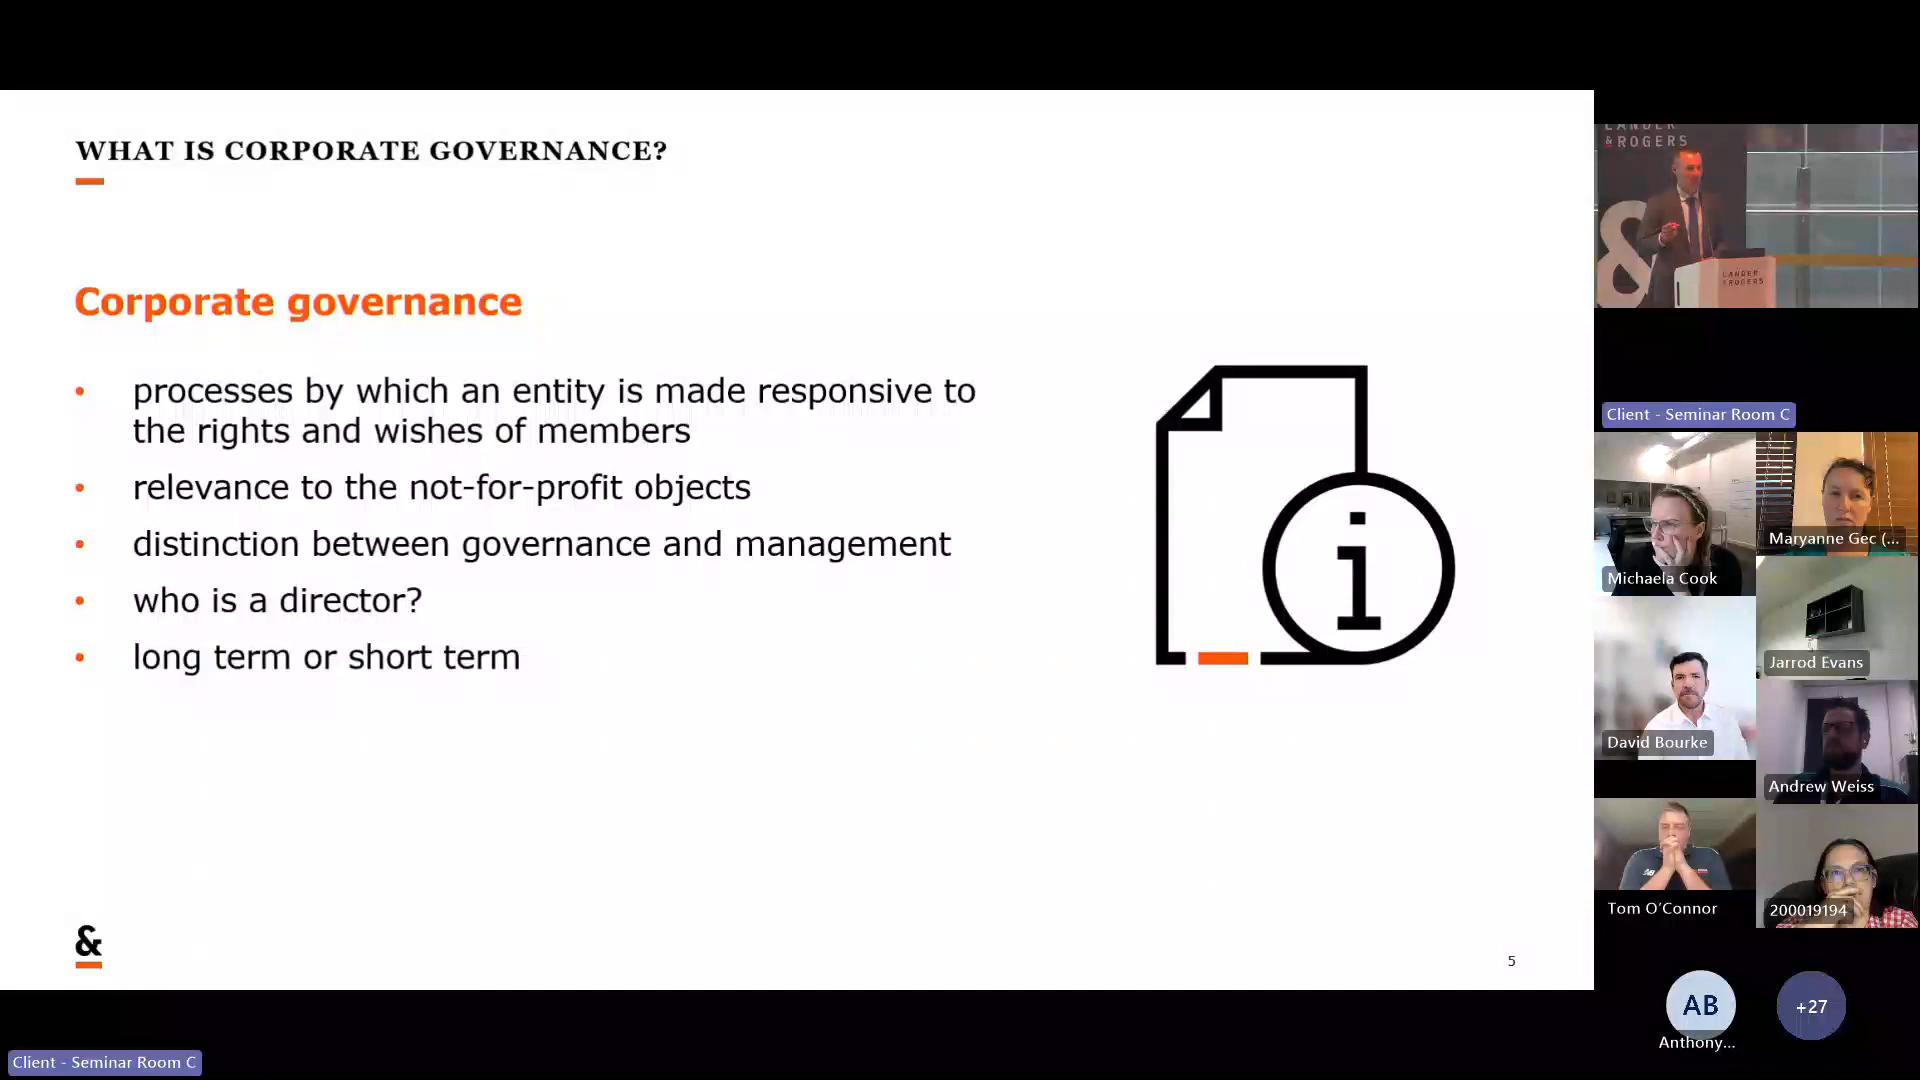 WHAT IS CORPORATE GOVERNANCE?
Corporate governance
• processes by which an entity is made responsive to
the rights and wishes of members
• relevance to the not-for-profit objects
• distinction between governance and management
• who is a director?
• long term or short term
&
5
Client - Seminar Room C
LANDER
& ROGERS
&
LANDER
& ROGERS
Client - Seminar Room C
Michaela Cook
Maryanne Gec (...
Jarrod Evans
David Bourke
Andrew Weiss
Tom O'Connor
200019194
AB
Anthony...
+27